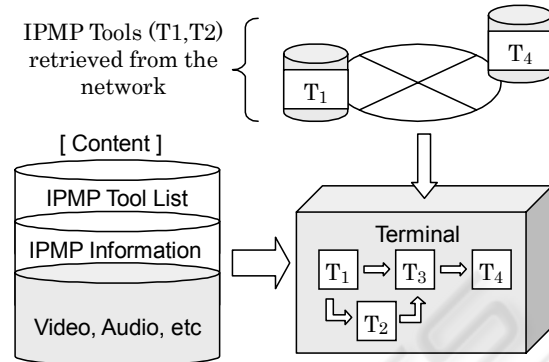 IPMP Tools (T1,T2)
retrieved from the
network
T1
T4
[ Content ]
IPMP Tool List
IPMP Information
Video, Audio, etc
Terminal
T1
T3
T4
T2